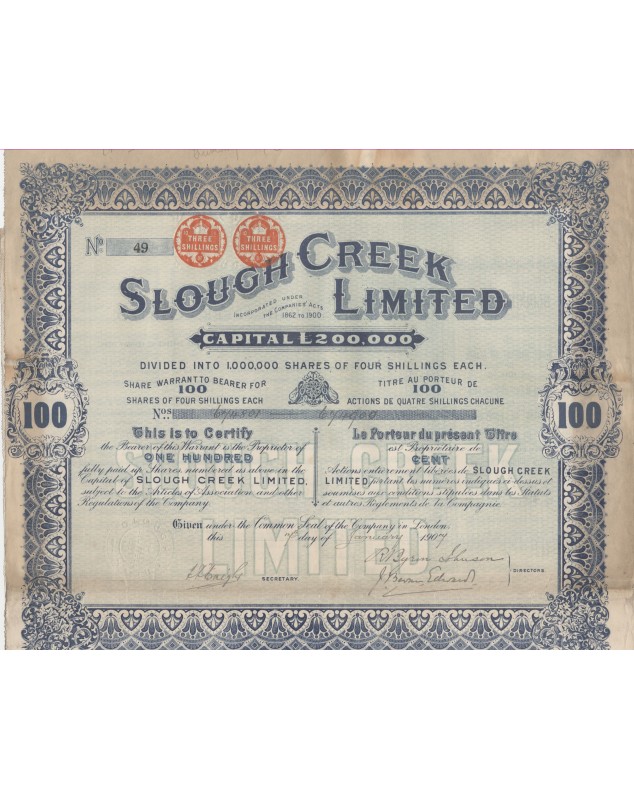 Nº 49
THREE SHILLINGS
THREE SHILLINGS
SLOUGH CREEK
LIMITED
INCORPORATED UNDER
THE COMPANIES' ACTS
1862 TO 1900
CAPITAL £200,000
DIVIDED INTO 1,000,000 SHARES OF FOUR SHILLINGS EACH.
SHARE WARRANT TO BEARER FOR
100
SHARES OF FOUR SHILLINGS EACH
TITRE AU PORTEUR DE
100
ACTIONS DE QUATRE SHILLINGS CHACUNE
Nos.
100
100
This is to Certify
the Bearer of this Warrant is the Proprietor of
ONE HUNDRED
fully paid up Shares numbered as above in the
Capital of SLOUGH CREEK LIMITED,
subject to the Articles of Association and other
Regulations of the Company.
Le Porteur du présent Titre
est Propriétaire de
CENT
Actions entièrement libérées de SLOUGH CREEK
LIMITED portant les numéros indiqués ci-dessus et
soumises aux conditions stipulées dans les Statuts
et autres Règlements de la Compagnie.
SLOUGH CREEK
LIMITED
Given under the Common Seal of the Company in London.
this day of January 1907
SECRETARY.
DIRECTORS.